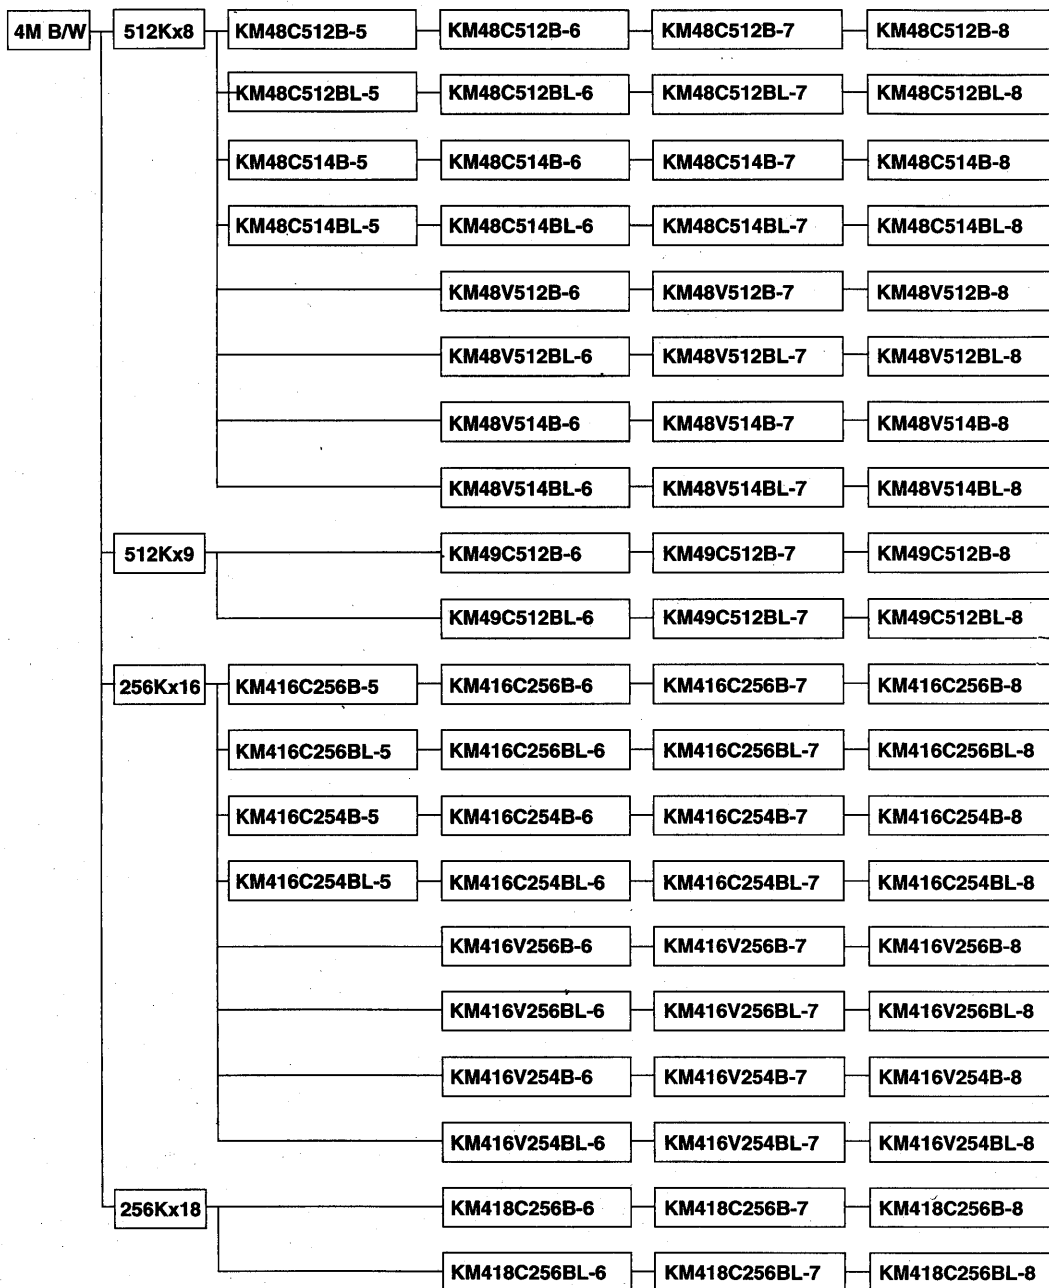 4M B/W 512Kx8 KM48C512B-5 KM48C512B-6 KM48C512B-7 KM48C512B-8
KM48C512BL-5 KM48C512BL-6 KM48C512BL-7 KM48C512BL-8
KM48C514B-5 KM48C514B-6 KM48C514B-7 KM48C514B-8
KM48C514BL-5 KM48C514BL-6 KM48C514BL-7 KM48C514BL-8
KM48V512B-6 KM48V512B-7 KM48V512B-8
KM48V512BL-6 KM48V512BL-7 KM48V512BL-8
KM48V514B-6 KM48V514B-7 KM48V514B-8
KM48V514BL-6 KM48V514BL-7 KM48V514BL-8
512Kx9 KM49C512B-6 KM49C512B-7 KM49C512B-8
KM49C512BL-6 KM49C512BL-7 KM49C512BL-8
256Kx16 KM416C256B-5 KM416C256B-6 KM416C256B-7 KM416C256B-8
KM416C256BL-5 KM416C256BL-6 KM416C256BL-7 KM416C256BL-8
KM416C254B-5 KM416C254B-6 KM416C254B-7 KM416C254B-8
KM416C254BL-5 KM416C254BL-6 KM416C254BL-7 KM416C254BL-8
KM416V256B-6 KM416V256B-7 KM416V256B-8
KM416V256BL-6 KM416V256BL-7 KM416V256BL-8
KM416V254B-6 KM416V254B-7 KM416V254B-8
KM416V254BL-6 KM416V254BL-7 KM416V254BL-8
256Kx18 KM418C256B-6 KM418C256B-7 KM418C256B-8
KM418C256BL-6 KM418C256BL-7 KM418C256BL-8